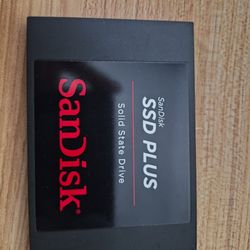 SanDisk
SSD PLUS
Solid State Drive
SanDisk